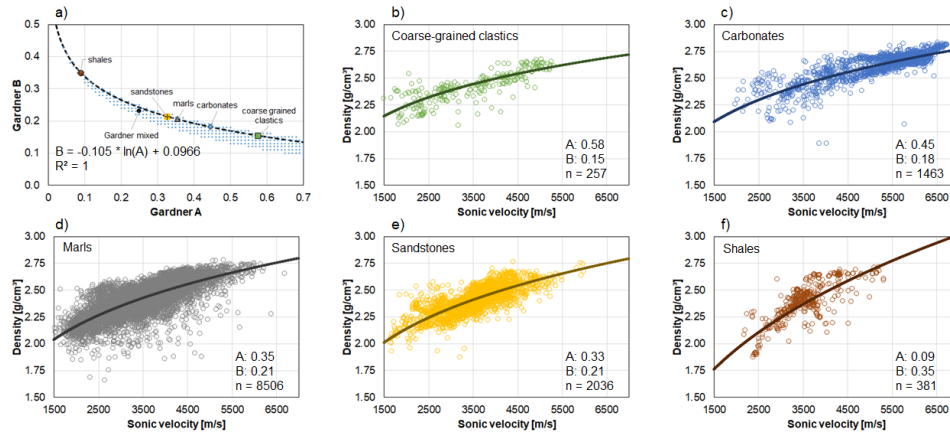 a)
0.5
0.4
0.3
0.2
0.1
0.0
Gardner B
shales
sandstones
marls carbonates
coarse grained
clastics
Gardner mixed
B = -0.105 * ln(A) + 0.0966
R² = 1
0 0.1 0.2 0.3 0.4 0.5 0.6 0.7
Gardner A
b)
Coarse-grained clastics
3.00
2.75
2.50
2.25
2.00
1.75
1.50
Density [g/cm³]
A: 0.58
B: 0.15
n = 257
1500 2500 3500 4500 5500 6500
Sonic velocity [m/s]
c)
Carbonates
3.00
2.75
2.50
2.25
2.00
1.75
1.50
Density [g/cm³]
A: 0.45
B: 0.18
n = 1463
1500 2500 3500 4500 5500 6500
Sonic velocity [m/s]
d)
Marls
3.00
2.75
2.50
2.25
2.00
1.75
1.50
Density [g/cm³]
A: 0.35
B: 0.21
n = 8506
1500 2500 3500 4500 5500 6500
Sonic velocity [m/s]
e)
Sandstones
3.00
2.75
2.50
2.25
2.00
1.75
1.50
Density [g/cm³]
A: 0.33
B: 0.21
n = 2036
1500 2500 3500 4500 5500 6500
Sonic velocity [m/s]
f)
Shales
3.00
2.75
2.50
2.25
2.00
1.75
1.50
Density [g/cm³]
A: 0.09
B: 0.35
n = 381
1500 2500 3500 4500 5500 6500
Sonic velocity [m/s]